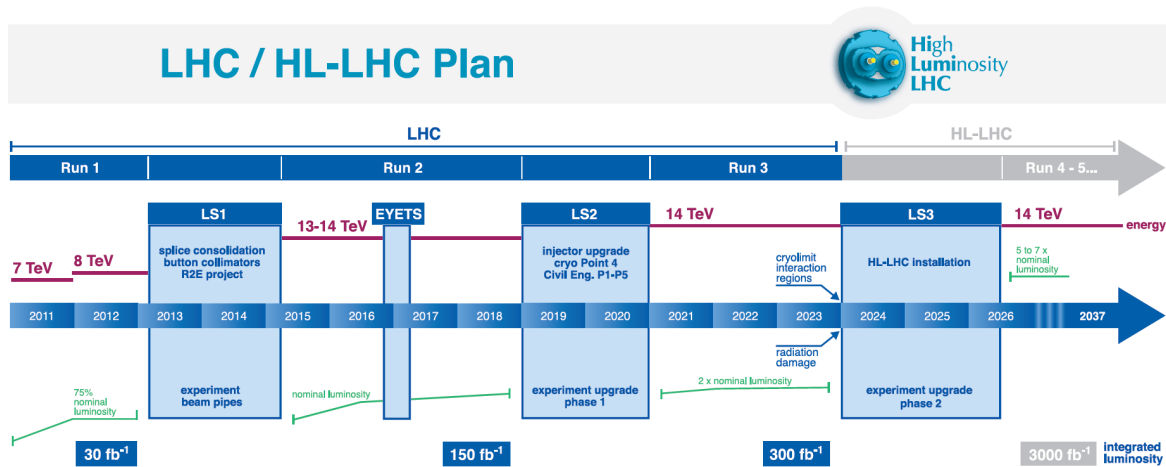 LHC / HL-LHC Plan
High
Luminosity
LHC
LHC
HL-LHC
Run 1
Run 2
Run 3
Run 4 - 5...
LS1
EYETS
LS2
LS3
7 TeV
8 TeV
13-14 TeV
14 TeV
14 TeV
energy
splice consolidation
button collimators
R2E project
injector upgrade
cryo Point 4
Civil Eng. P1-P5
cryolimit
interaction
regions
HL-LHC installation
5 to 7 x
nominal
luminosity
2011
2012
2013
2014
2015
2016
2017
2018
2019
2020
2021
2022
2023
2024
2025
2026
2037
radiation
damage
75%
nominal
luminosity
experiment
beam pipes
nominal luminosity
experiment upgrade
phase 1
2 x nominal luminosity
experiment upgrade
phase 2
30 fb⁻¹
150 fb⁻¹
300 fb⁻¹
3000 fb⁻¹
integrated
luminosity